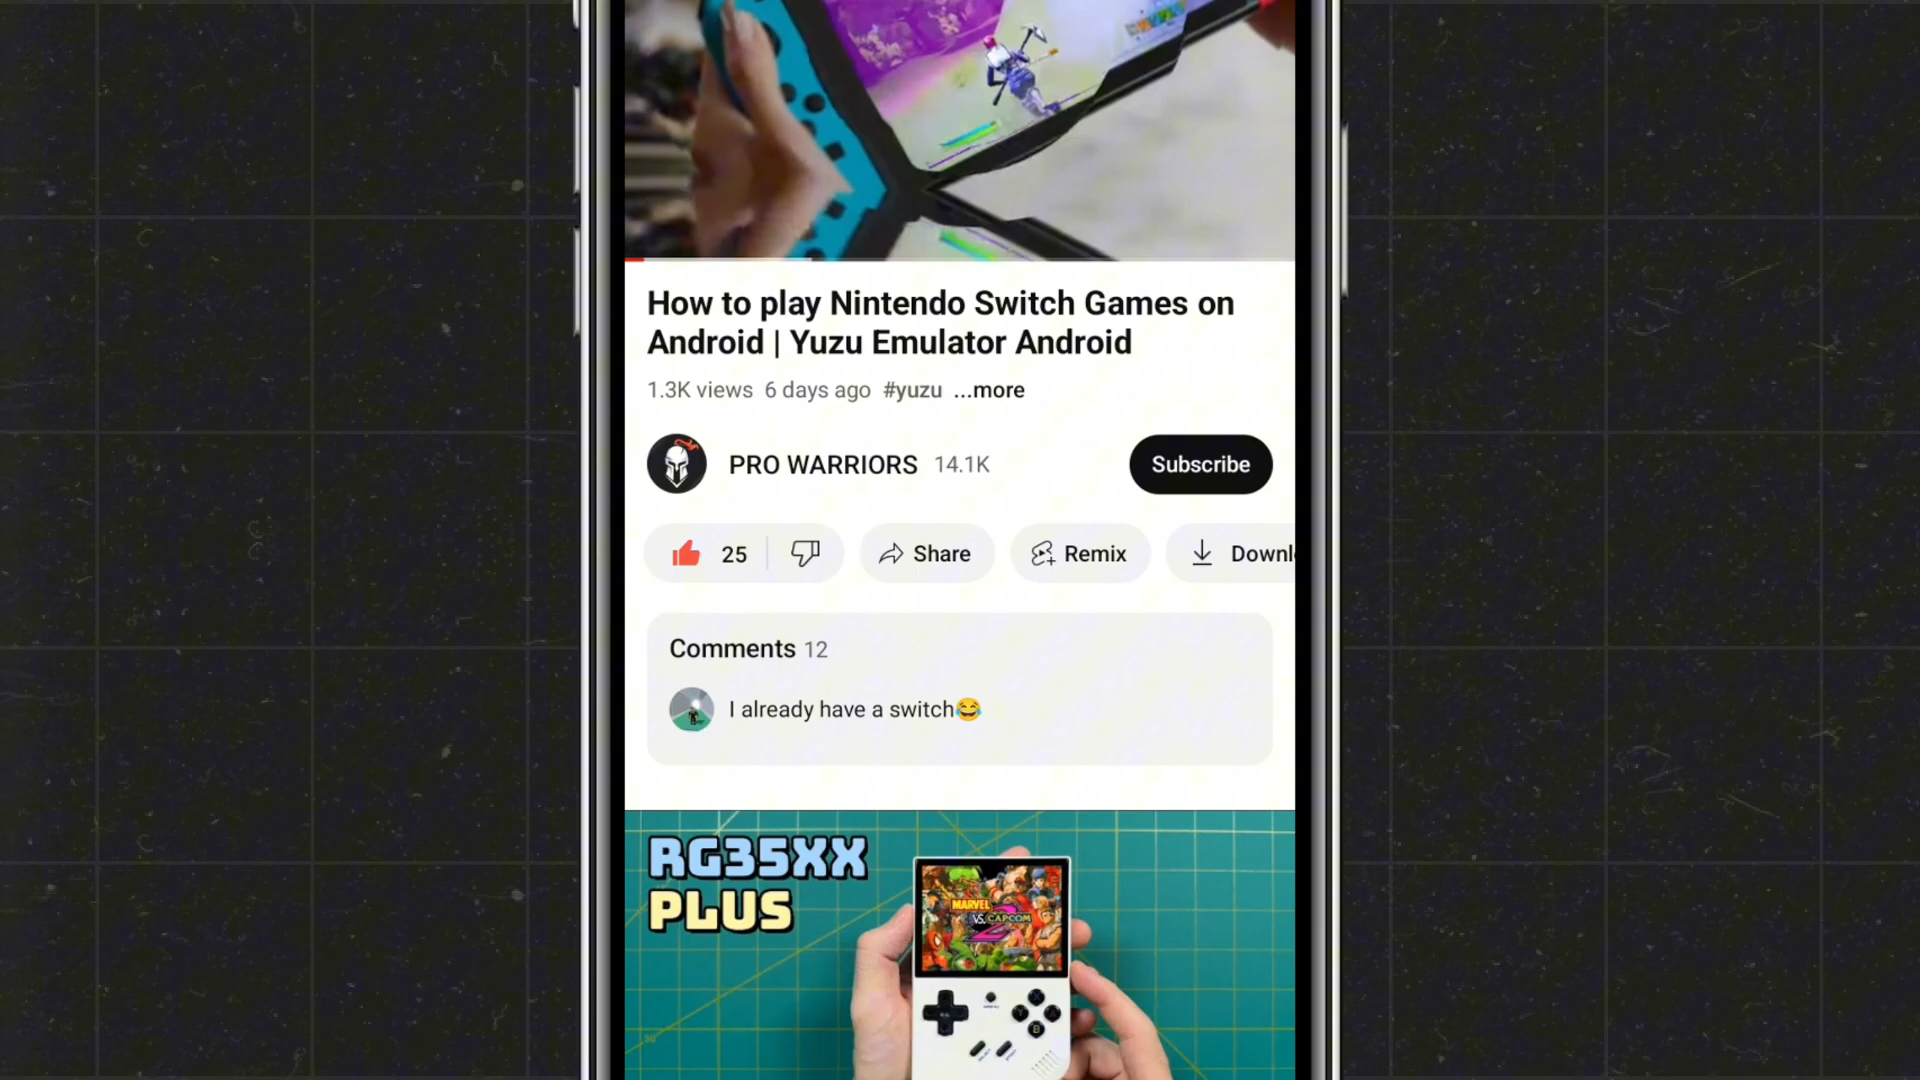 How to play Nintendo Switch Games on
Android | Yuzu Emulator Android
1.3K views 6 days ago #yuzu ...more
PRO WARRIORS 14.1K Subscribe
25 Share Remix Downl
Comments 12
I already have a switch😂
RG35XX
PLUS
MARVEL
VS. CAPCOM
2
X
Y A
B